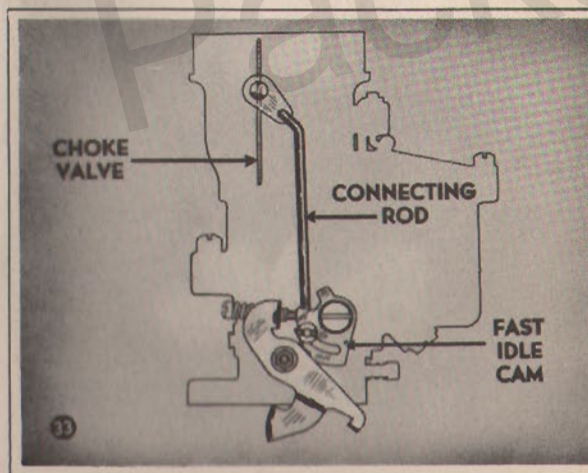 CHOKE
VALVE
CONNECTING
ROD
FAST
IDLE
CAM
33